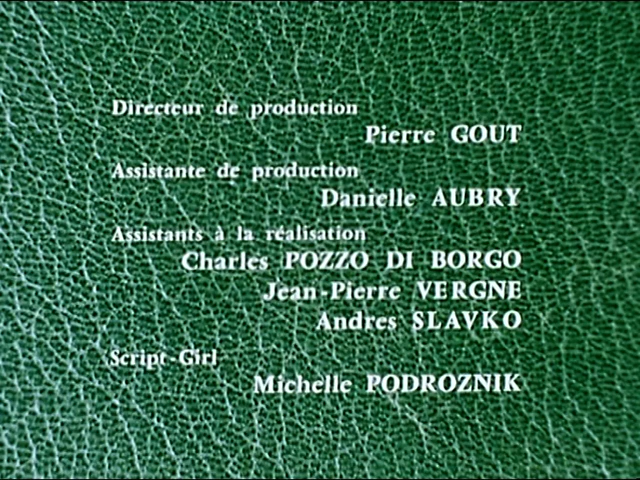 Directeur de production
Pierre GOUT
Assistante de production
Danielle AUBRY
Assistants à la réalisation
Charles POZZO DI BORGO
Jean-Pierre VERGNE
Andres SLAVKO
Script-Girl
Michelle PODROZNIK